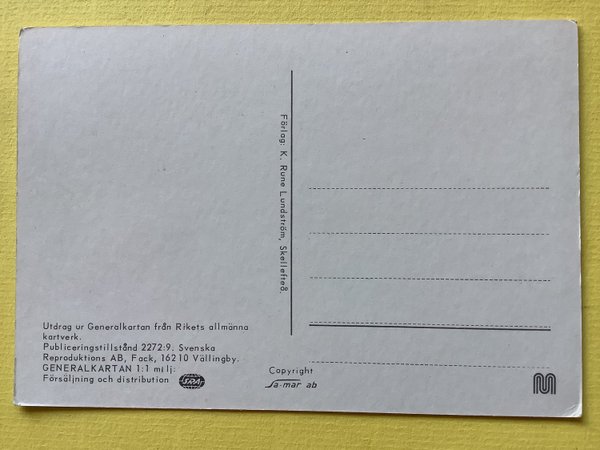 Förlag: K. Rune Lundström, Skellefteå.
Utdrag ur Generalkartan från Rikets allmänna
kartverk.
Publiceringstillstånd 2272:9. Svenska
Reproduktions AB, Fack, 16210 Vällingby.
GENERALKARTAN 1:1 milj:
Försäljning och distribution SRA
Copyright
Sa-mar ab